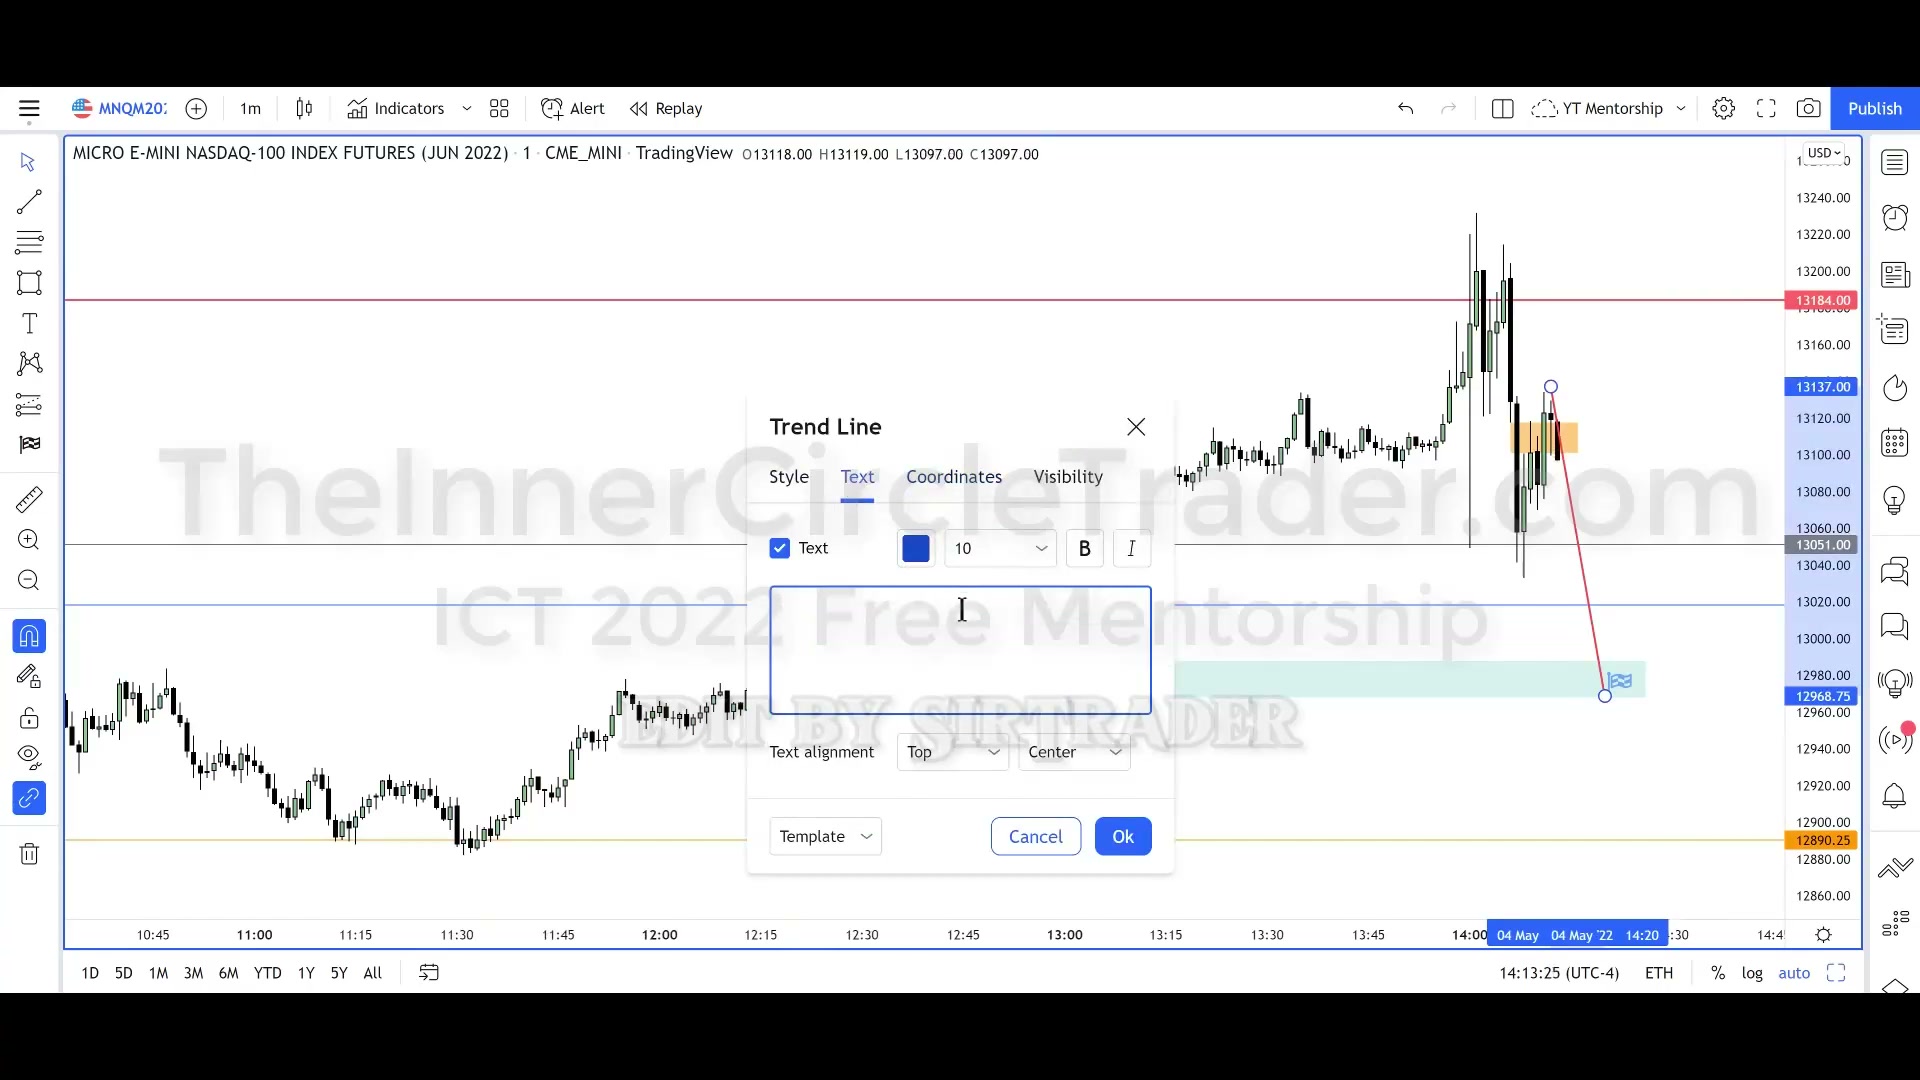 MNQM202
1m
Indicators
Alert
Replay
YT Mentorship
Publish
MICRO E-MINI NASDAQ-100 INDEX FUTURES (JUN 2022) · 1 · CME_MINI · TradingView O13118.00 H13119.00 L13097.00 C13097.00
USD
13240.00
13220.00
13200.00
13184.00
13160.00
13137.00
13120.00
13100.00
13080.00
13060.00
13051.00
13040.00
13020.00
13000.00
12980.00
12968.75
12960.00
12940.00
12920.00
12900.00
12890.25
12880.00
12860.00
Trend Line
Style Text Coordinates Visibility
TheInnerCircleTrader.com
Text 10 B I
ICT 2022 Free Mentorship
EDIT BY SIRTRADER
Text alignment Top Center
Template Cancel Ok
10:45 11:00 11:15 11:30 11:45 12:00 12:15 12:30 12:45 13:00 13:15 13:30 13:45 14:00 04 May 04 May '22 14:20 :30 14:4
1D 5D 1M 3M 6M YTD 1Y 5Y All
14:13:25 (UTC-4) ETH % log auto